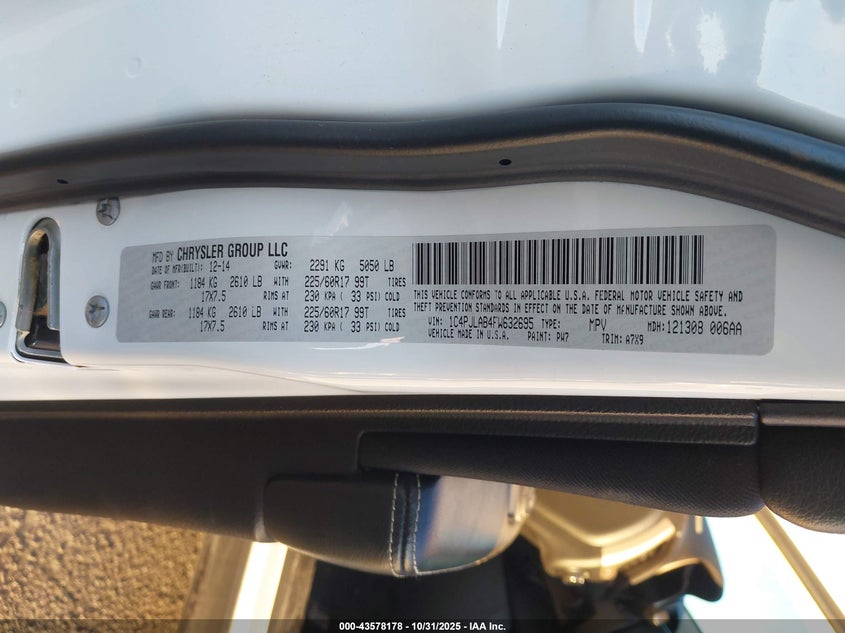 MFD BY CHRYSLER GROUP LLC
DATE OF MFR(BUILT): 12-14 GVWR: 2291 KG 5050 LB
GAWR FRONT: 1184 KG 2610 LB WITH 225/60R17 99T TIRES
17X7.5 RIMS AT 230 KPA ( 33 PSI) COLD
GAWR REAR: 1184 KG 2610 LB WITH 225/60R17 99T TIRES
17X7.5 RIMS AT 230 KPA ( 33 PSI) COLD
THIS VEHICLE CONFORMS TO ALL APPLICABLE U.S.A. FEDERAL MOTOR VEHICLE SAFETY AND
THEFT PREVENTION STANDARDS IN EFFECT ON THE DATE OF MANUFACTURE SHOWN ABOVE.
VIN: 1C4PJLAB4FW632695 TYPE: MPV MDH: 121308 006AA
VEHICLE MADE IN U.S.A. PAINT: PW7 TRIM: A7X9
000-43578178 - 10/31/2025 - IAA Inc.